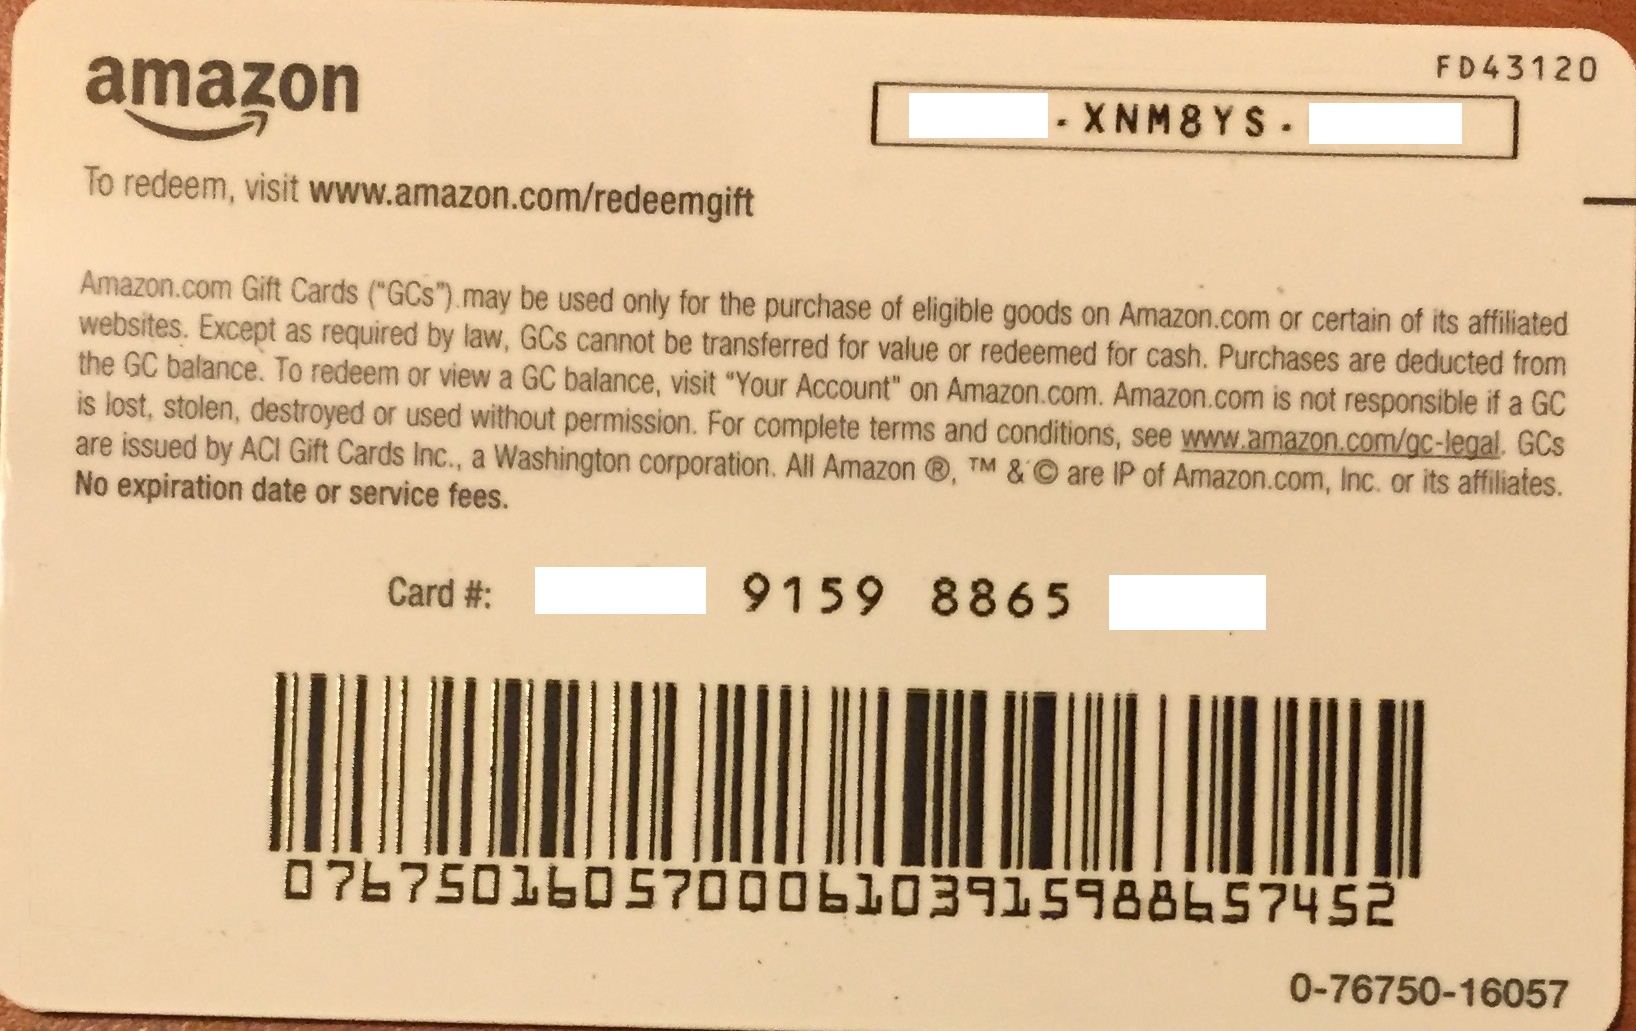 amazon
FD43120
- XNM8YS -
To redeem, visit www.amazon.com/redeemgift
Amazon.com Gift Cards ("GCs") may be used only for the purchase of eligible goods on Amazon.com or certain of its affiliated
websites. Except as required by law, GCs cannot be transferred for value or redeemed for cash. Purchases are deducted from
the GC balance. To redeem or view a GC balance, visit "Your Account" on Amazon.com. Amazon.com is not responsible if a GC
is lost, stolen, destroyed or used without permission. For complete terms and conditions, see www.amazon.com/gc-legal. GCs
are issued by ACI Gift Cards Inc., a Washington corporation. All Amazon ®, ™ & © are IP of Amazon.com, Inc. or its affiliates.
No expiration date or service fees.
Card #: 9159 8865
076750160570006103915988657452
0-76750-16057